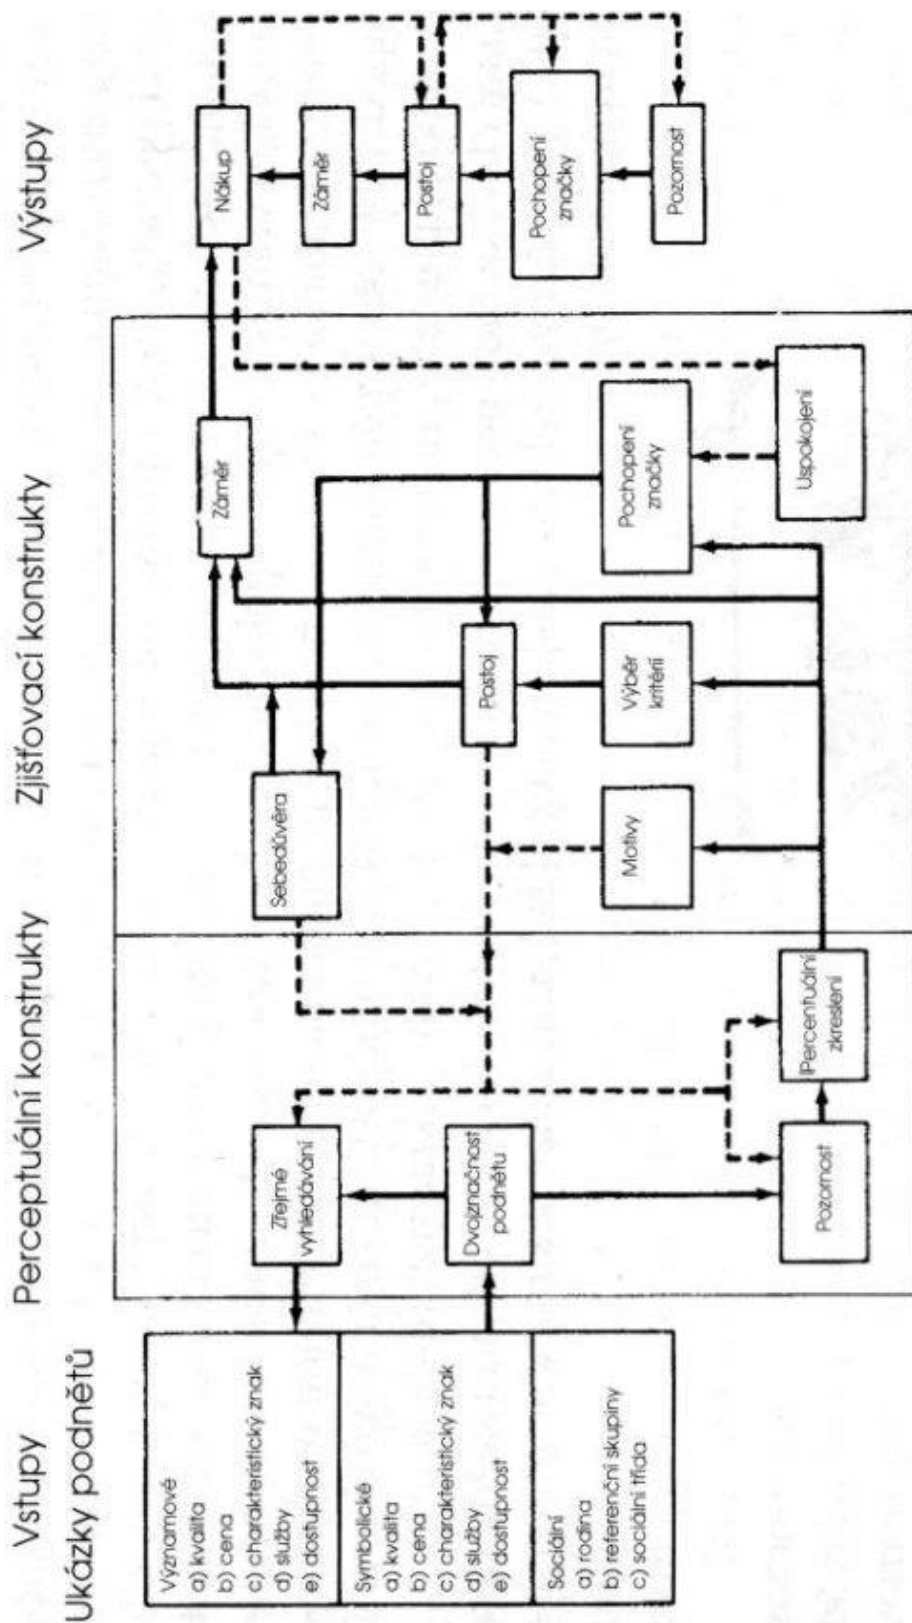 Vstupy
Ukázky podnětů
Významové
a) kvalita
b) cena
c) charakteristický znak
d) služby
e) dostupnost
Symbolické
a) kvalita
b) cena
c) charakteristický znak
d) služby
e) dostupnost
Sociální
a) rodina
b) referenční skupiny
c) sociální třída
Perceptuální konstrukty
Zřejmé
vyhledávání
Dvojznačnost
podnětu
Pozornost
Percentuální
zkreslení
Zjišťovací konstrukty
Sebedůvěra
Záměr
Postoj
Motivy
Výběr
kritérií
Pochopení
značky
Uspokojení
Výstupy
Nákup
Záměr
Postoj
Pochopení
značky
Pozornost